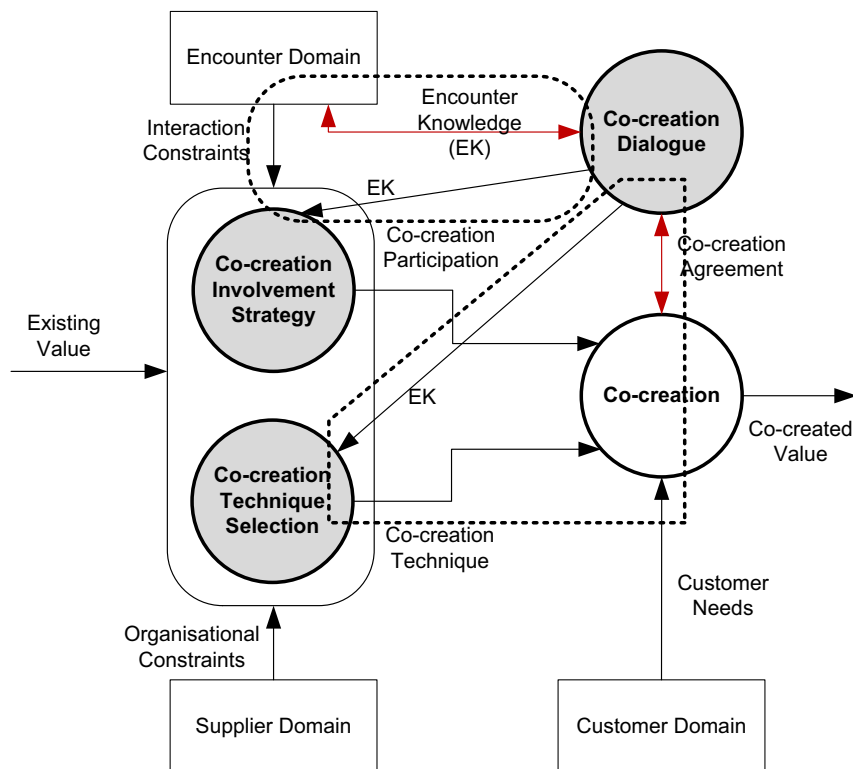 Encounter Domain
Encounter
Knowledge
(EK)
Co-creation
Dialogue
Interaction
Constraints
EK
Co-creation
Participation
Co-creation
Agreement
Co-creation
Involvement
Strategy
Existing
Value
EK
Co-creation
Co-created
Value
Co-creation
Technique
Selection
Co-creation
Technique
Customer
Needs
Organisational
Constraints
Supplier Domain
Customer Domain